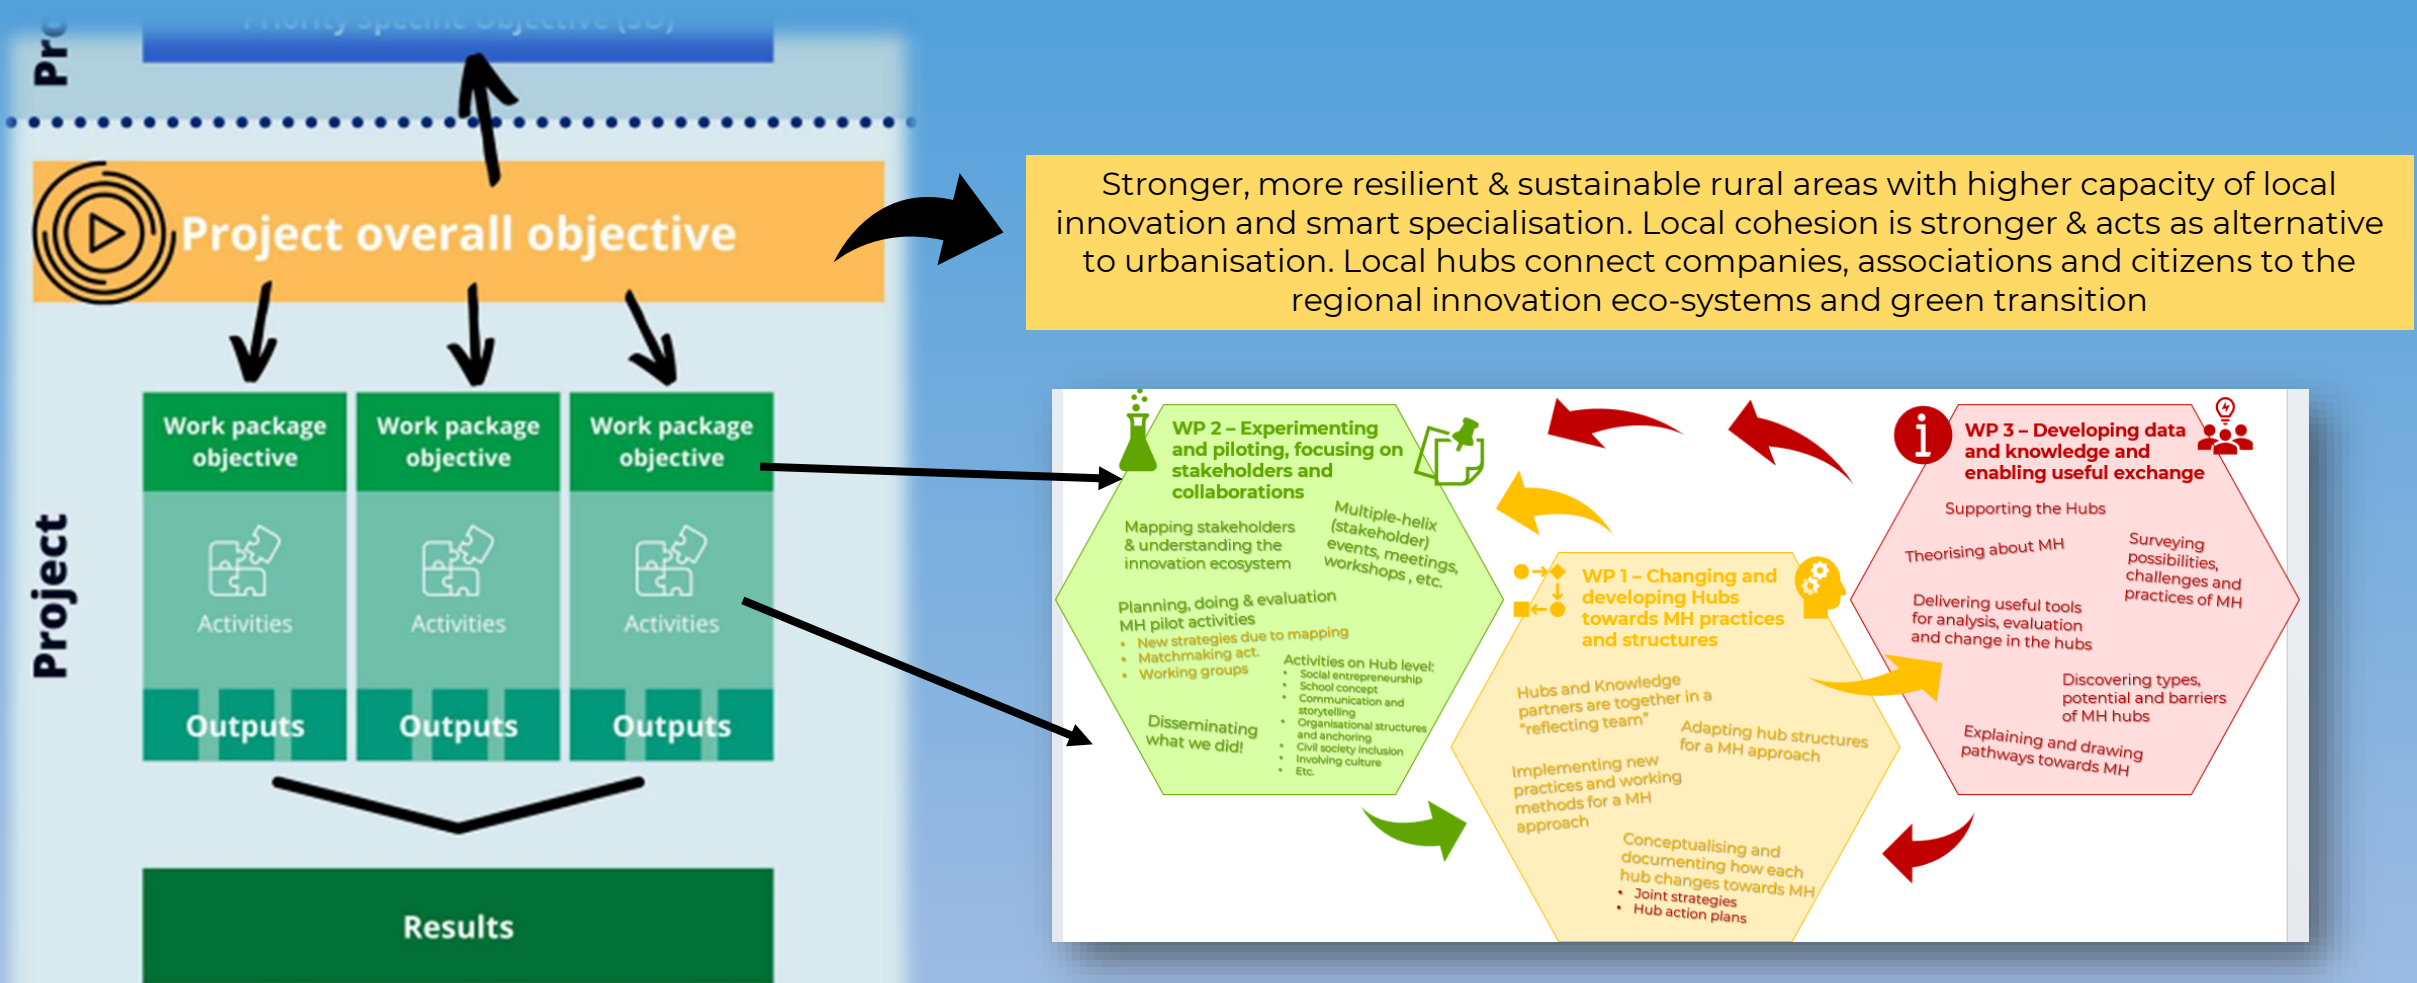 Priority Specific Objective (SO)
Project overall objective
Work package
objective
Work package
objective
Work package
objective
Activities
Activities
Activities
Outputs
Outputs
Outputs
Project
Results
Stronger, more resilient & sustainable rural areas with higher capacity of local
innovation and smart specialisation. Local cohesion is stronger & acts as alternative
to urbanisation. Local hubs connect companies, associations and citizens to the
regional innovation eco-systems and green transition
WP 2 – Experimenting
and piloting, focusing on
stakeholders and
collaborations
Mapping stakeholders
& understanding the
innovation ecosystem
Multiple-helix
(stakeholder)
events, meetings,
workshops , etc.
Planning, doing & evaluation
MH pilot activities
• New strategies due to mapping
• Matchmaking act.
• Working groups
Activities on Hub level:
• Social entrepreneurship
• School concept
• Communication and
storytelling
• Organisational structures
and anchoring
• Civil society inclusion
• Involving culture
• Etc.
Disseminating
what we did!
WP 1 – Changing and
developing Hubs
towards MH practices
and structures
Hubs and Knowledge
partners are together in a
"reflecting team"
Adapting hub structures
for a MH approach
Implementing new
practices and working
methods for a MH
approach
Conceptualising and
documenting how each
hub changes towards MH
• Joint strategies
• Hub action plans
i
WP 3 – Developing data
and knowledge and
enabling useful exchange
Supporting the Hubs
Theorising about MH
Surveying
possibilities,
challenges and
practices of MH
Delivering useful tools
for analysis, evaluation
and change in the hubs
Discovering types,
potential and barriers
of MH hubs
Explaining and drawing
pathways towards MH